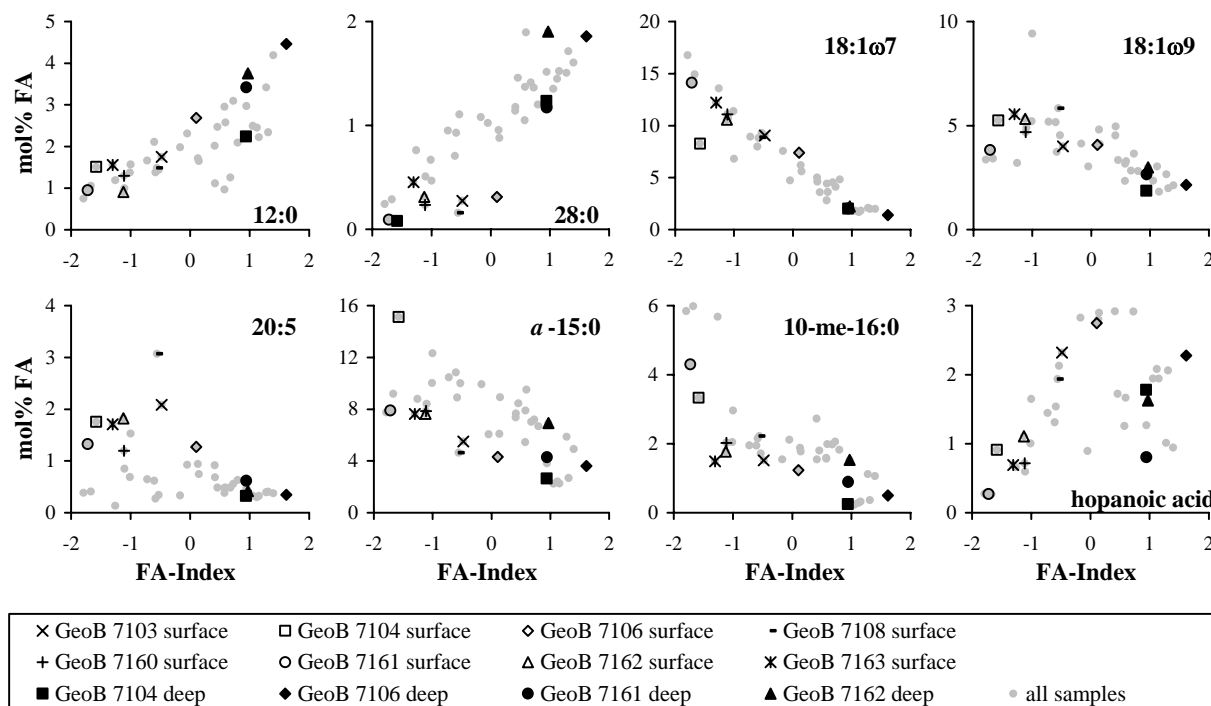 5 2 20 10
12:0 28:0 18:1ω7 18:1ω9
mol% FA
4 15
3 1 10 5
2
1 5
0 0 0 0
-2 -1 0 1 2 -2 -1 0 1 2 -2 -1 0 1 2 -2 -1 0 1 2
4 16 6 3
20:5 a -15:0 10-me-16:0 hopanoic acid
mol% FA
3 12 4 2
2 8
1 4 2 1
0 0 0 0
-2 -1 0 1 2 -2 -1 0 1 2 -2 -1 0 1 2 -2 -1 0 1 2
FA-Index FA-Index FA-Index FA-Index
GeoB 7103 surface GeoB 7104 surface GeoB 7106 surface GeoB 7108 surface
GeoB 7160 surface GeoB 7161 surface GeoB 7162 surface GeoB 7163 surface
GeoB 7104 deep GeoB 7106 deep GeoB 7161 deep GeoB 7162 deep all samples